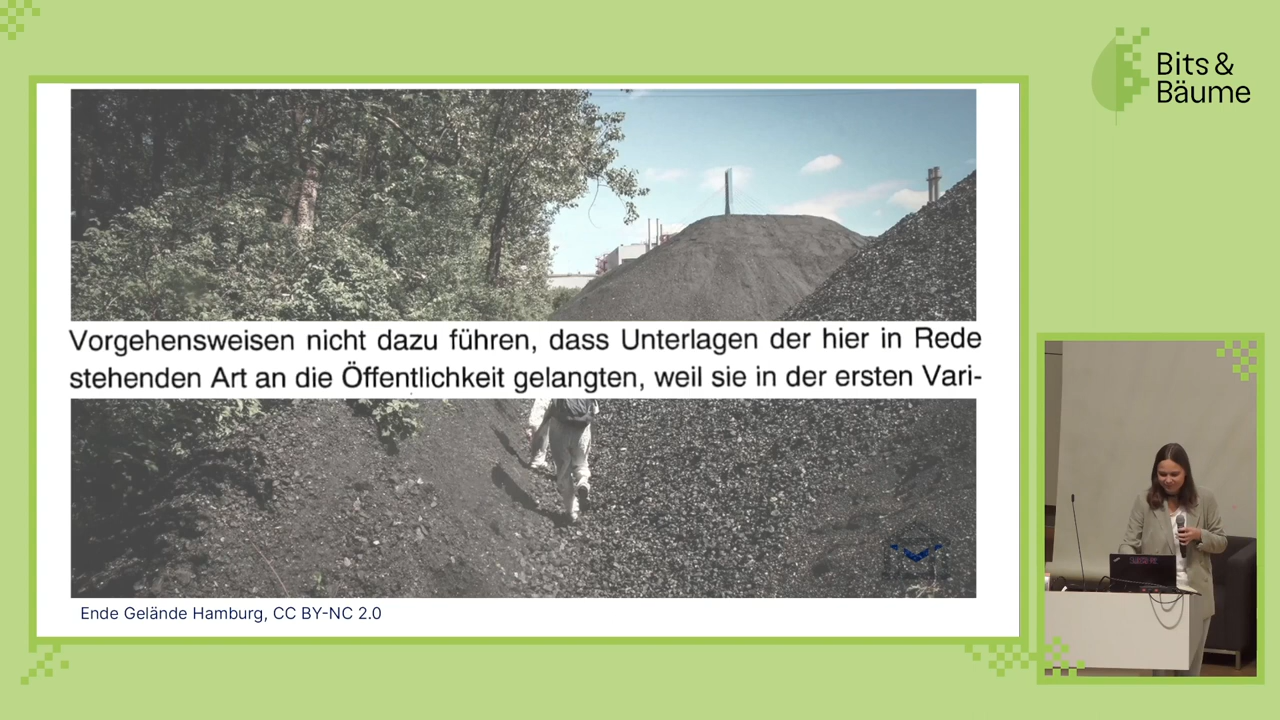 Bits &
Bäume
Vorgehensweisen nicht dazu führen, dass Unterlagen der hier in Rede
stehenden Art an die Öffentlichkeit gelangten, weil sie in der ersten Vari-
Ende Gelände Hamburg, CC BY-NC 2.0